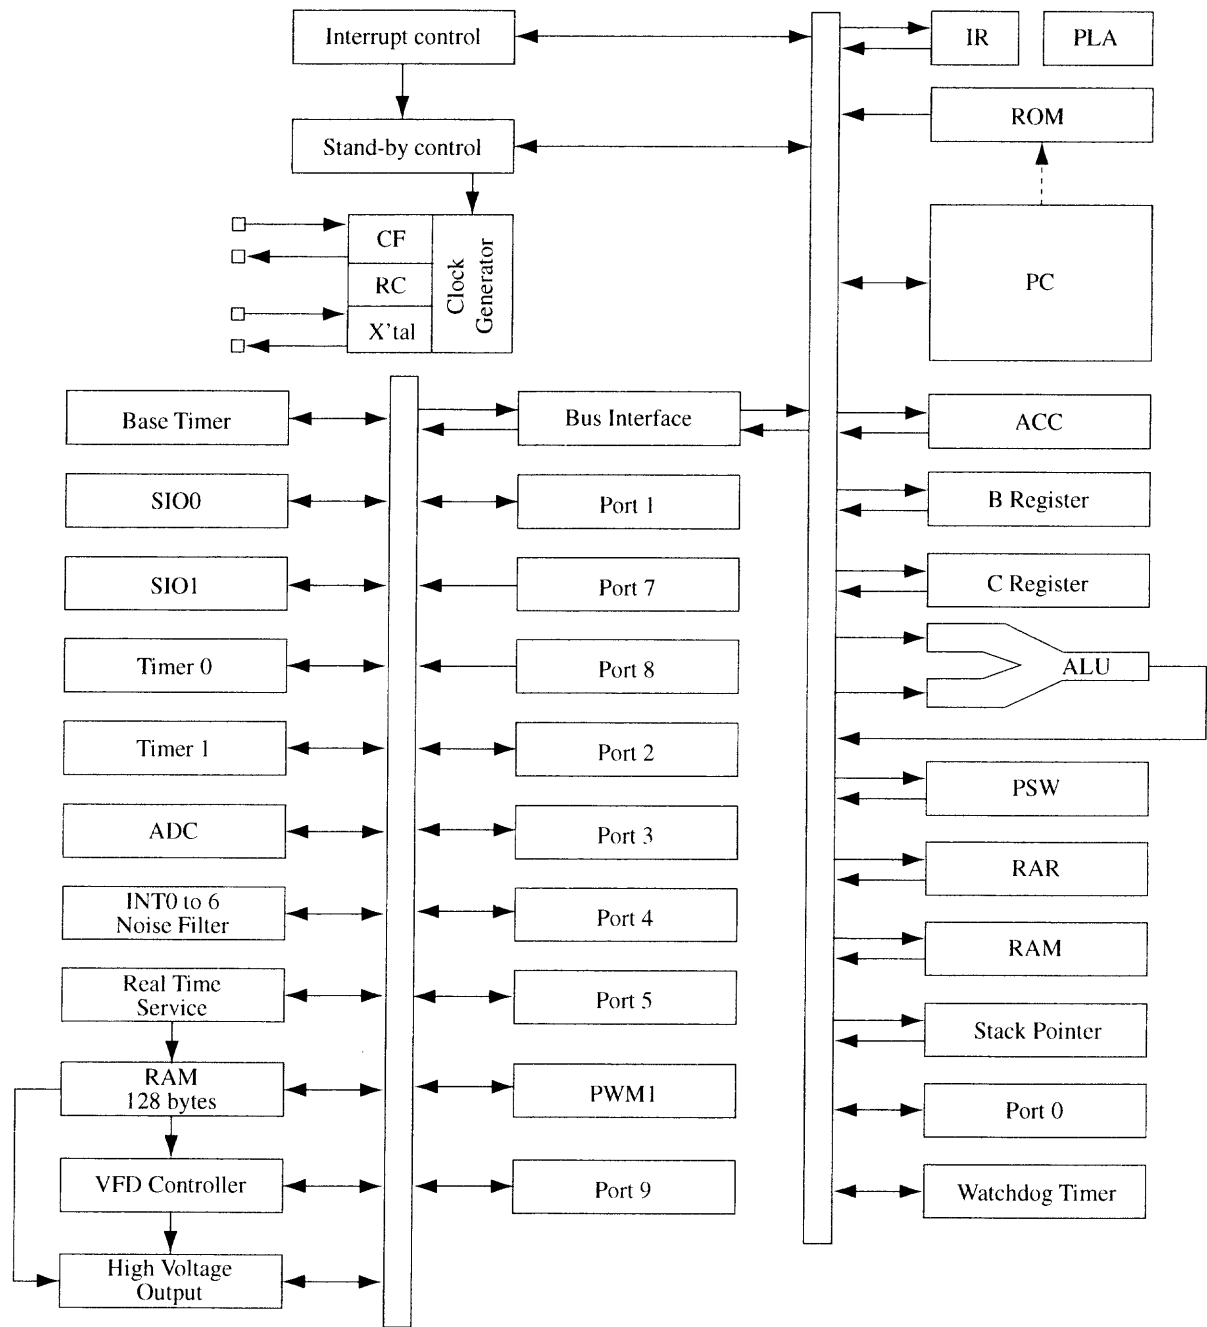 Interrupt control
IR
PLA
ROM
Stand-by control
CF
RC
X'tal
Clock
Generator
PC
Base Timer
Bus Interface
ACC
SIO0
Port 1
B Register
SIO1
Port 7
C Register
Timer 0
Port 8
ALU
Timer 1
Port 2
PSW
ADC
Port 3
RAR
INT0 to 6
Noise Filter
Port 4
RAM
Real Time
Service
Port 5
Stack Pointer
RAM
128 bytes
PWM1
Port 0
VFD Controller
Port 9
Watchdog Timer
High Voltage
Output